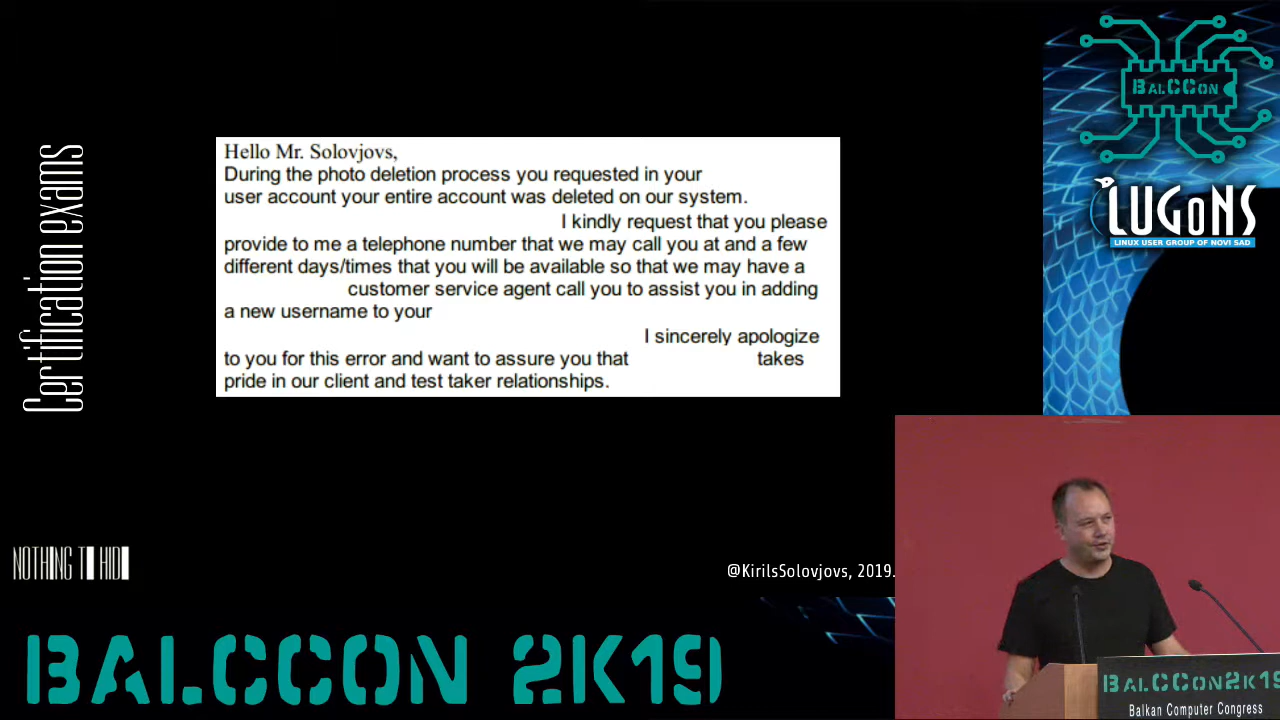 Certification exams
Hello Mr. Solovjovs,
During the photo deletion process you requested in your
user account your entire account was deleted on our system.
I kindly request that you please
provide to me a telephone number that we may call you at and a few
different days/times that you will be available so that we may have a
customer service agent call you to assist you in adding
a new username to your
I sincerely apologize
to you for this error and want to assure you that takes
pride in our client and test taker relationships.
NOTHING T HID
@KirilsSolovjovs, 2019.
BALCCON 2K19
BALCCON
LUGoNS
LINUX USER GROUP OF NOVI SAD
BALCCON2K19
Balkan Computer Congress